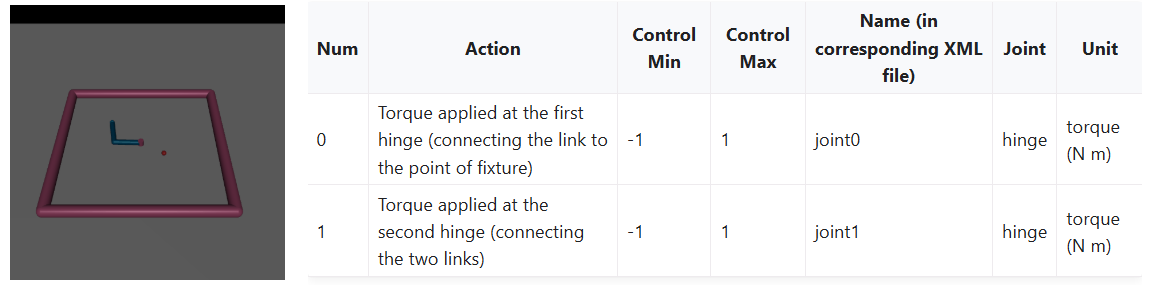 Num Action Control Min Control Max Name (in corresponding XML file) Joint Unit
0 Torque applied at the first hinge (connecting the link to the point of fixture) -1 1 joint0 hinge torque (N m)
1 Torque applied at the second hinge (connecting the two links) -1 1 joint1 hinge torque (N m)